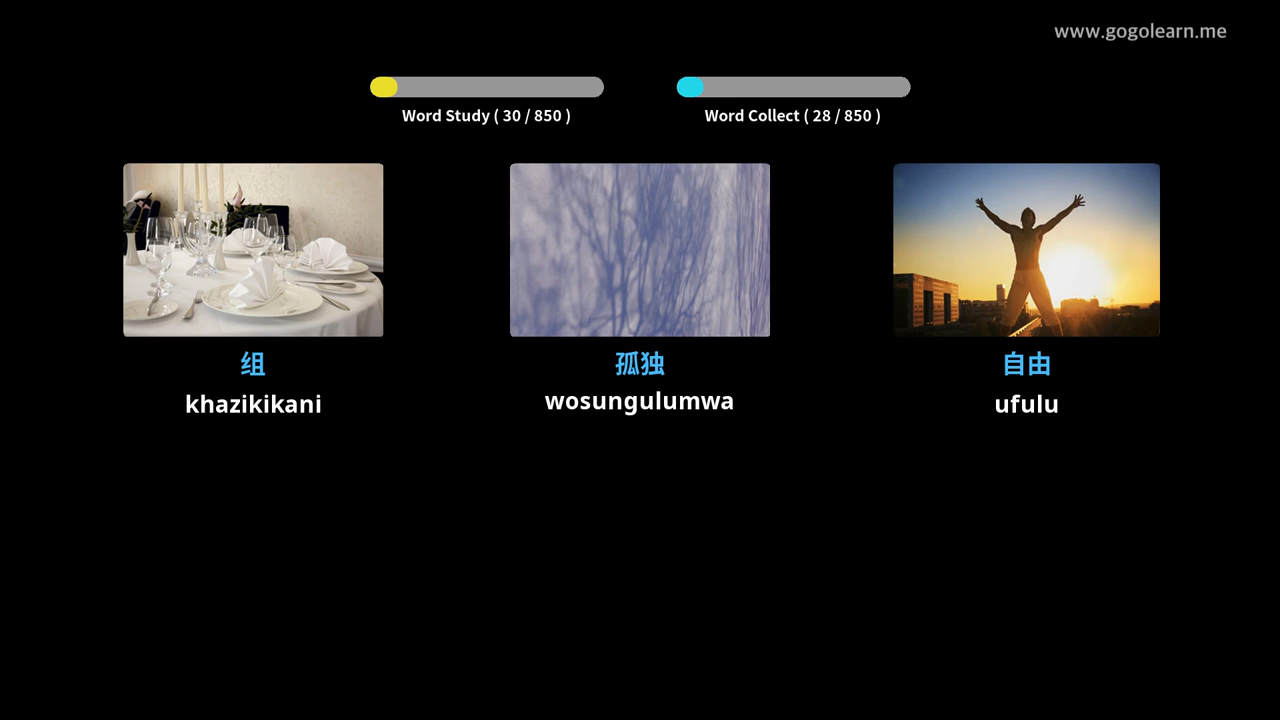 www.gogolearn.me
Word Study ( 30 / 850 )
Word Collect ( 28 / 850 )
组
孤独
自由
khazikikani
wosungulumwa
ufulu